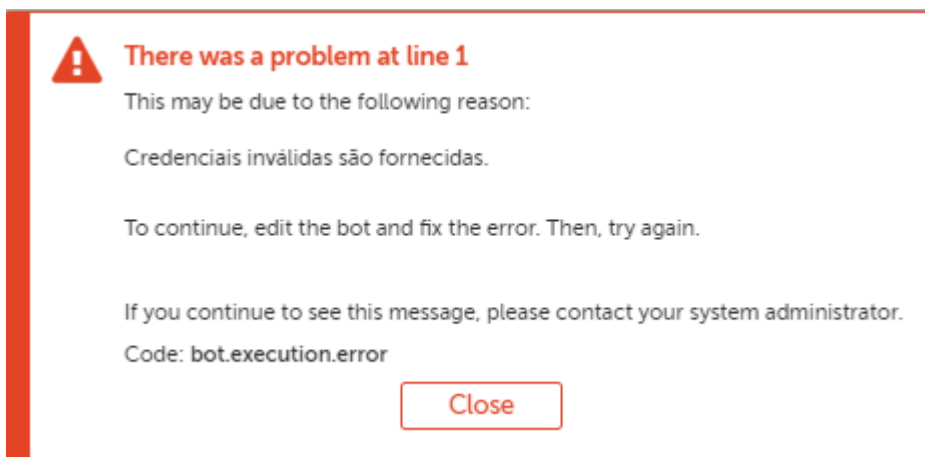 There was a problem at line 1
This may be due to the following reason:
Credenciais inválidas são fornecidas.
To continue, edit the bot and fix the error. Then, try again.
If you continue to see this message, please contact your system administrator.
Code: bot.execution.error
Close